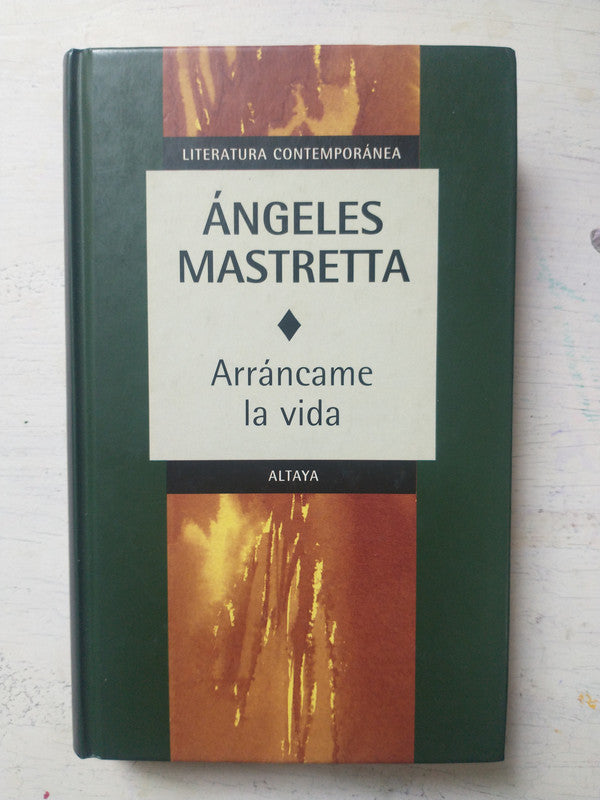 LITERATURA CONTEMPORÁNEA
ÁNGELES
MASTRETTA
Arráncame
la vida
ALTAYA